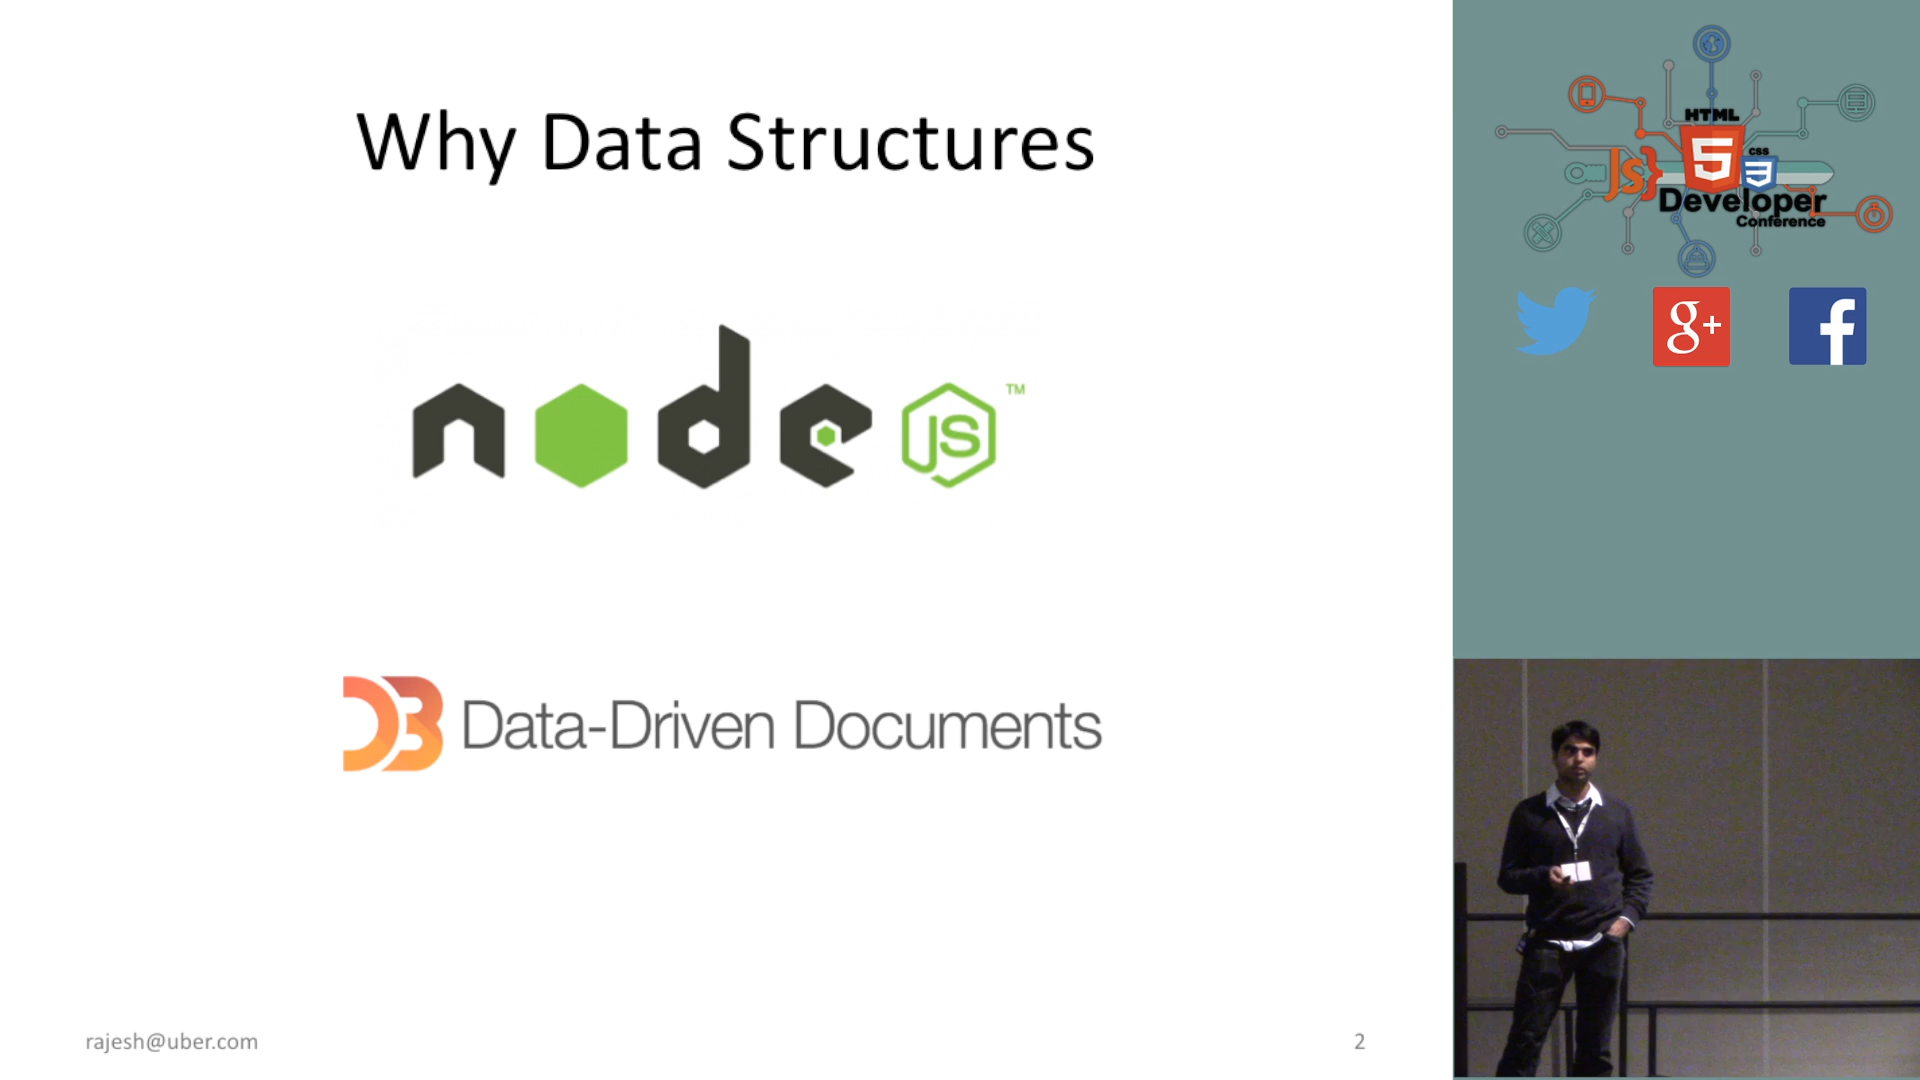 Why Data Structures
node JS ™
D3 Data-Driven Documents
rajesh@uber.com
2
HTML
JS} 5 CSS
3
Developer
Conference
g+ f